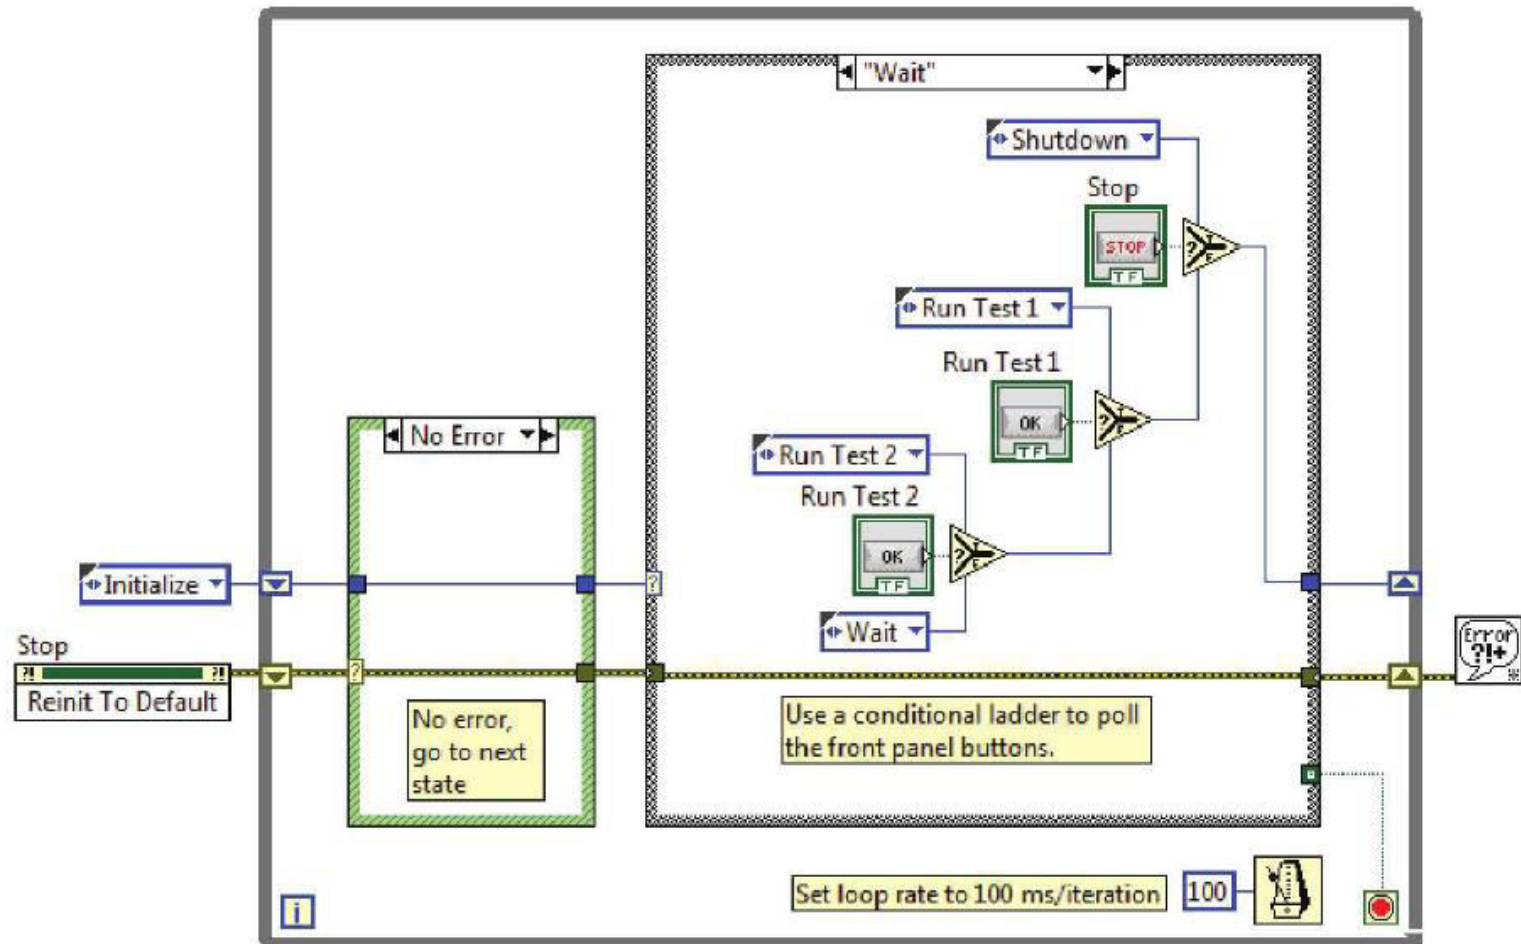 "Wait"
Shutdown
Stop
STOP
TF
Run Test 1
Run Test 1
OK
TF
No Error
Run Test 2
Run Test 2
OK
TF
Initialize
Wait
Stop
?! ?!
Reinit To Default
Error
?!+
No error,
go to next
state
Use a conditional ladder to poll
the front panel buttons.
Set loop rate to 100 ms/iteration
100
i